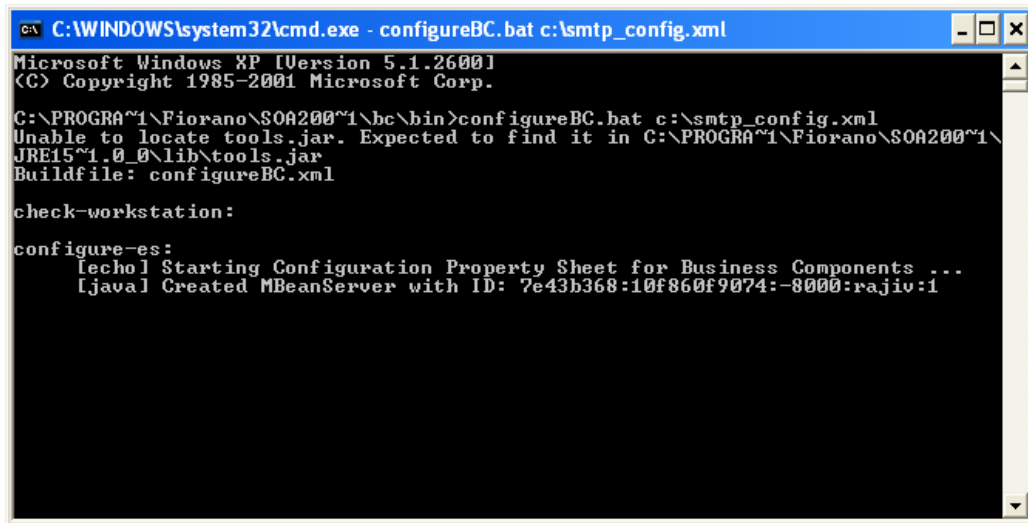 C:\WINDOWS\system32\cmd.exe - configureBC.bat c:\smtp_config.xml
Microsoft Windows XP [Version 5.1.2600]
(C) Copyright 1985-2001 Microsoft Corp.
C:\PROGRA~1\Fiorano\SOA200~1\bc\bin>configureBC.bat c:\smtp_config.xml
Unable to locate tools.jar. Expected to find it in C:\PROGRA~1\Fiorano\SOA200~1\
JRE15~1.0_0\lib\tools.jar
Buildfile: configureBC.xml
check-workstation:
configure-es:
[echo] Starting Configuration Property Sheet for Business Components ...
[java] Created MBeanServer with ID: 7e43b368:10f860f9074:-8000:rajiv:1